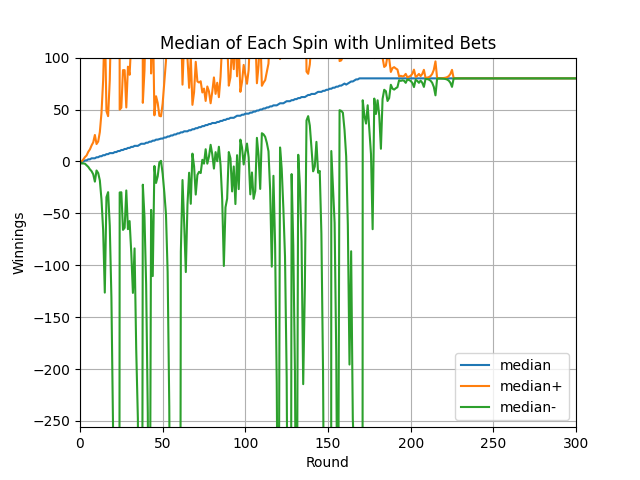 Median of Each Spin with Unlimited Bets
100
50
0
−50
−100
−150
−200
−250
Winnings
0 50 100 150 200 250 300
Round
median
median+
median-